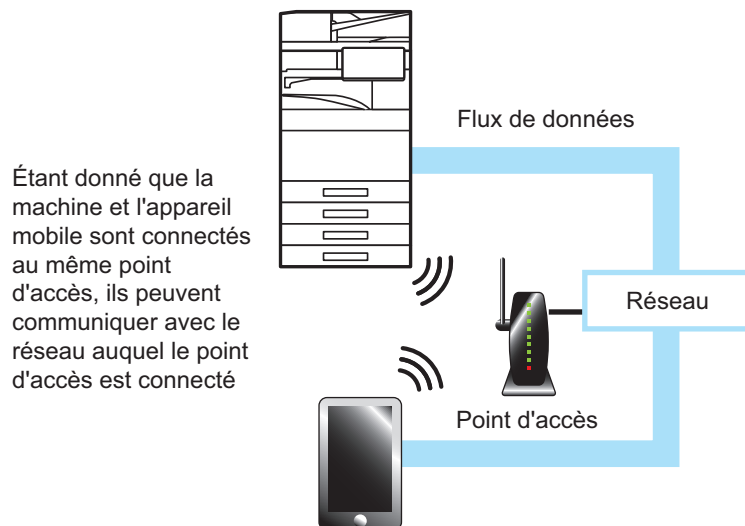 Flux de données
Étant donné que la
machine et l'appareil
mobile sont connectés
au même point
d'accès, ils peuvent
communiquer avec le
réseau auquel le point
d'accès est connecté
Réseau
Point d'accès